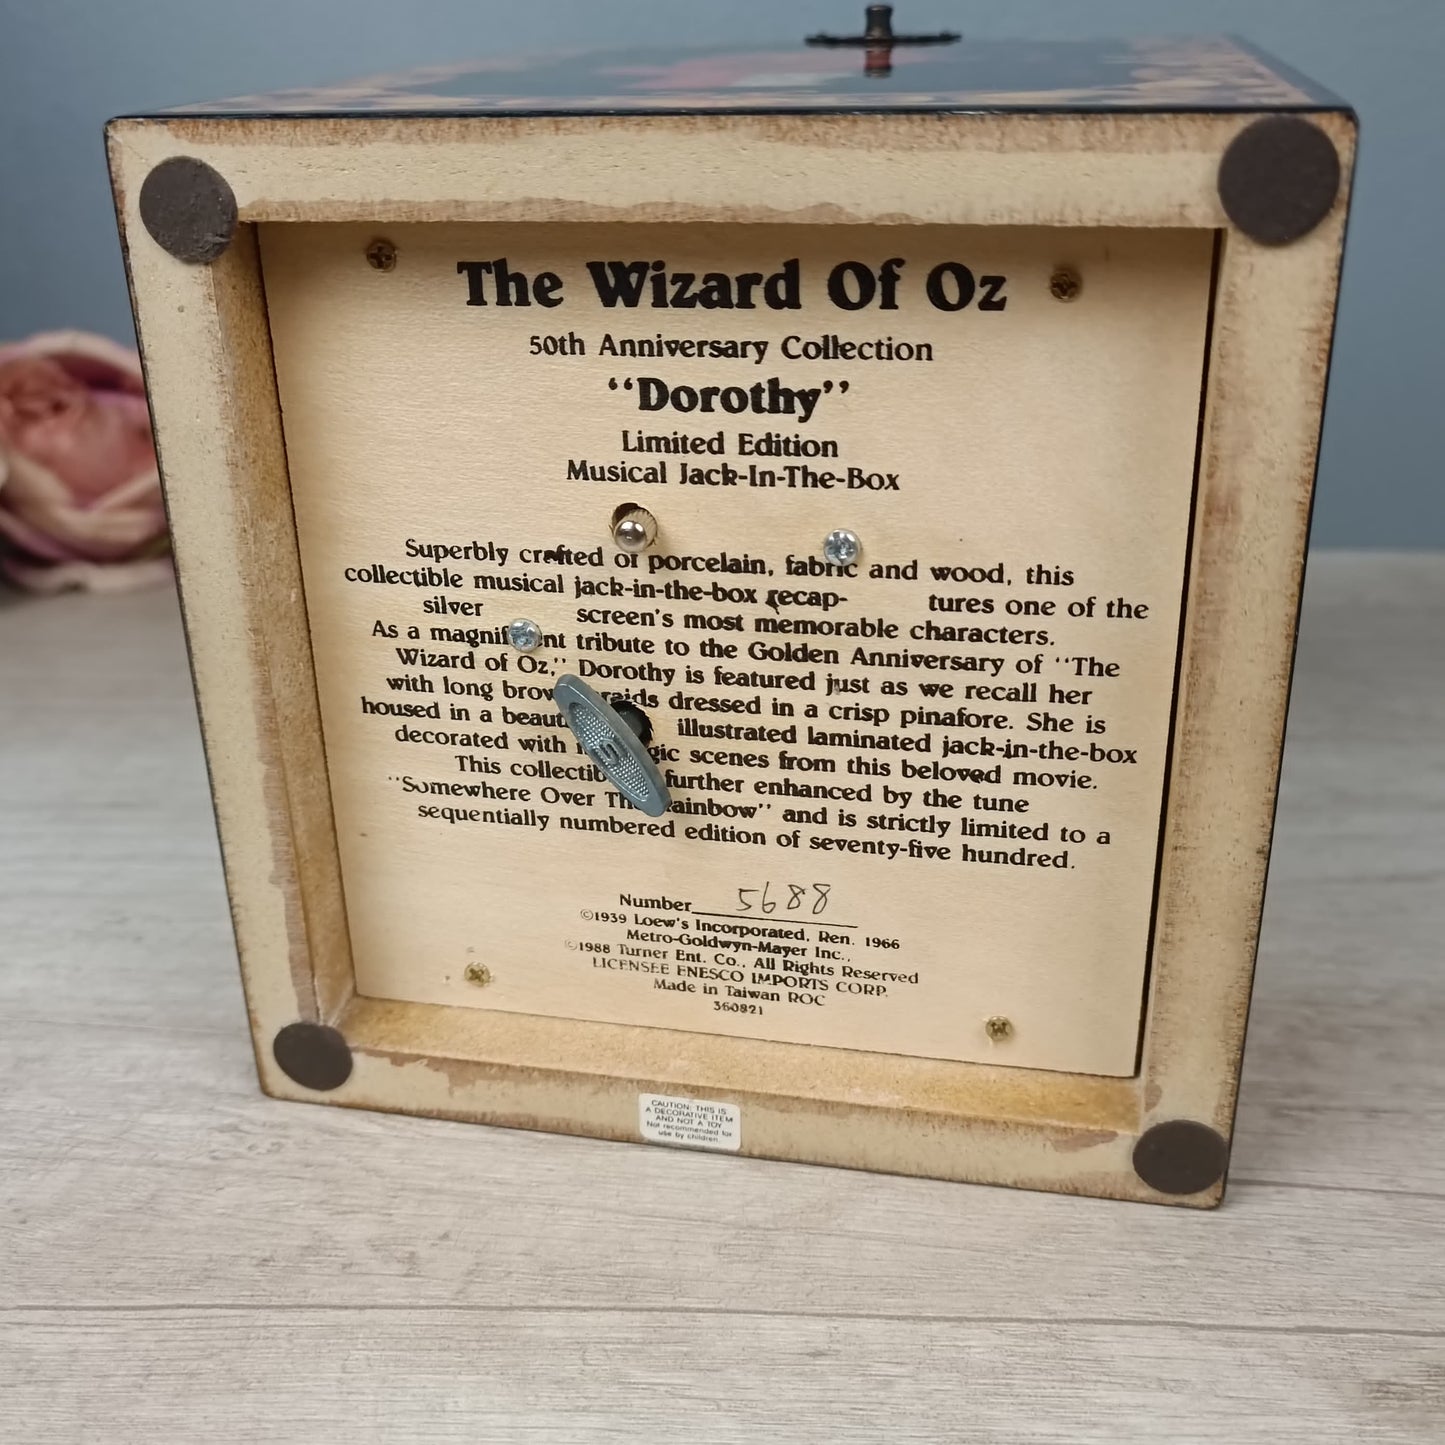 The Wizard Of Oz
50th Anniversary Collection
"Dorothy"
Limited Edition
Musical Jack-In-The-Box
Superbly crafted of porcelain, fabric and wood, this
collectible musical jack-in-the-box recap- tures one of the
silver screen's most memorable characters.
As a magnificent tribute to the Golden Anniversary of "The
Wizard of Oz," Dorothy is featured just as we recall her
with long brown braids dressed in a crisp pinafore. She is
housed in a beaut illustrated laminated jack-in-the-box
decorated with scenes from this beloved movie.
This collectib further enhanced by the tune
"Somewhere Over The Rainbow" and is strictly limited to a
sequentially numbered edition of seventy-five hundred.
Number 5688
©1939 Loew's Incorporated, Ren. 1966
Metro-Goldwyn-Mayer Inc.,
©1988 Turner Ent. Co., All Rights Reserved
LICENSEE ENESCO IMPORTS CORP.
Made in Taiwan ROC
360821
CAUTION: THIS IS
A DECORATIVE ITEM
AND NOT A TOY
Not recommended for
use by children.